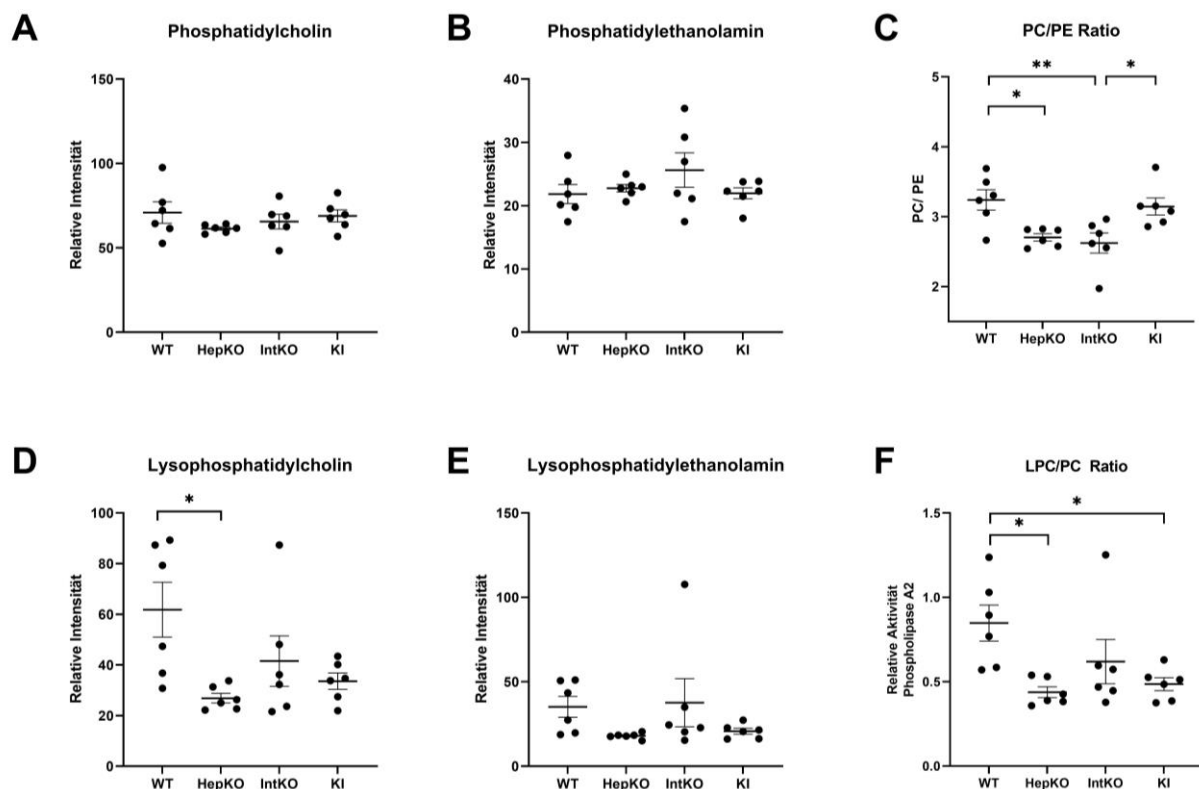 A
Phosphatidylcholin
Relative Intensität
150
100
50
0
WT HepKO IntKO KI
B
Phosphatidylethanolamin
Relative Intensität
40
30
20
10
0
WT HepKO IntKO KI
C
PC/PE Ratio
** *
*
PC/ PE
5
4
3
2
WT HepKO IntKO KI
D
Lysophosphatidylcholin
*
Relative Intensität
100
80
60
40
20
0
WT HepKO IntKO KI
E
Lysophosphatidylethanolamin
Relative Intensität
150
100
50
0
WT HepKO IntKO KI
F
LPC/PC Ratio
*
*
Relative Aktivität
Phospholipase A2
1.5
1.0
0.5
0.0
WT HepKO IntKO KI